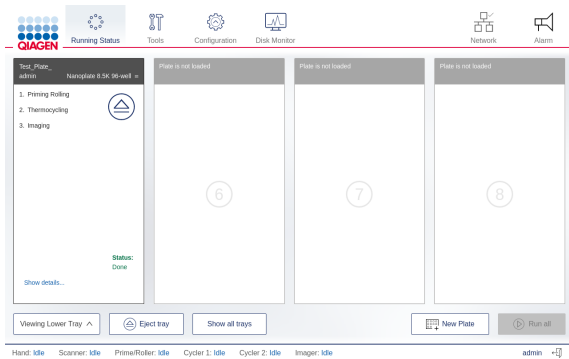 QIAGEN
Running Status
Tools
Configuration
Disk Monitor
Network
Alarm
Test_Plate_
admin Nanoplate 8.5K 96-well
1. Priming Rolling
2. Thermocycling
3. Imaging
Status:
Done
Show details...
Plate is not loaded
6
Plate is not loaded
7
Plate is not loaded
8
Viewing Lower Tray
Eject tray
Show all trays
New Plate
Run all
Hand: Idle Scanner: Idle Prime/Roller: Idle Cycler 1: Idle Cycler 2: Idle Imager: Idle admin